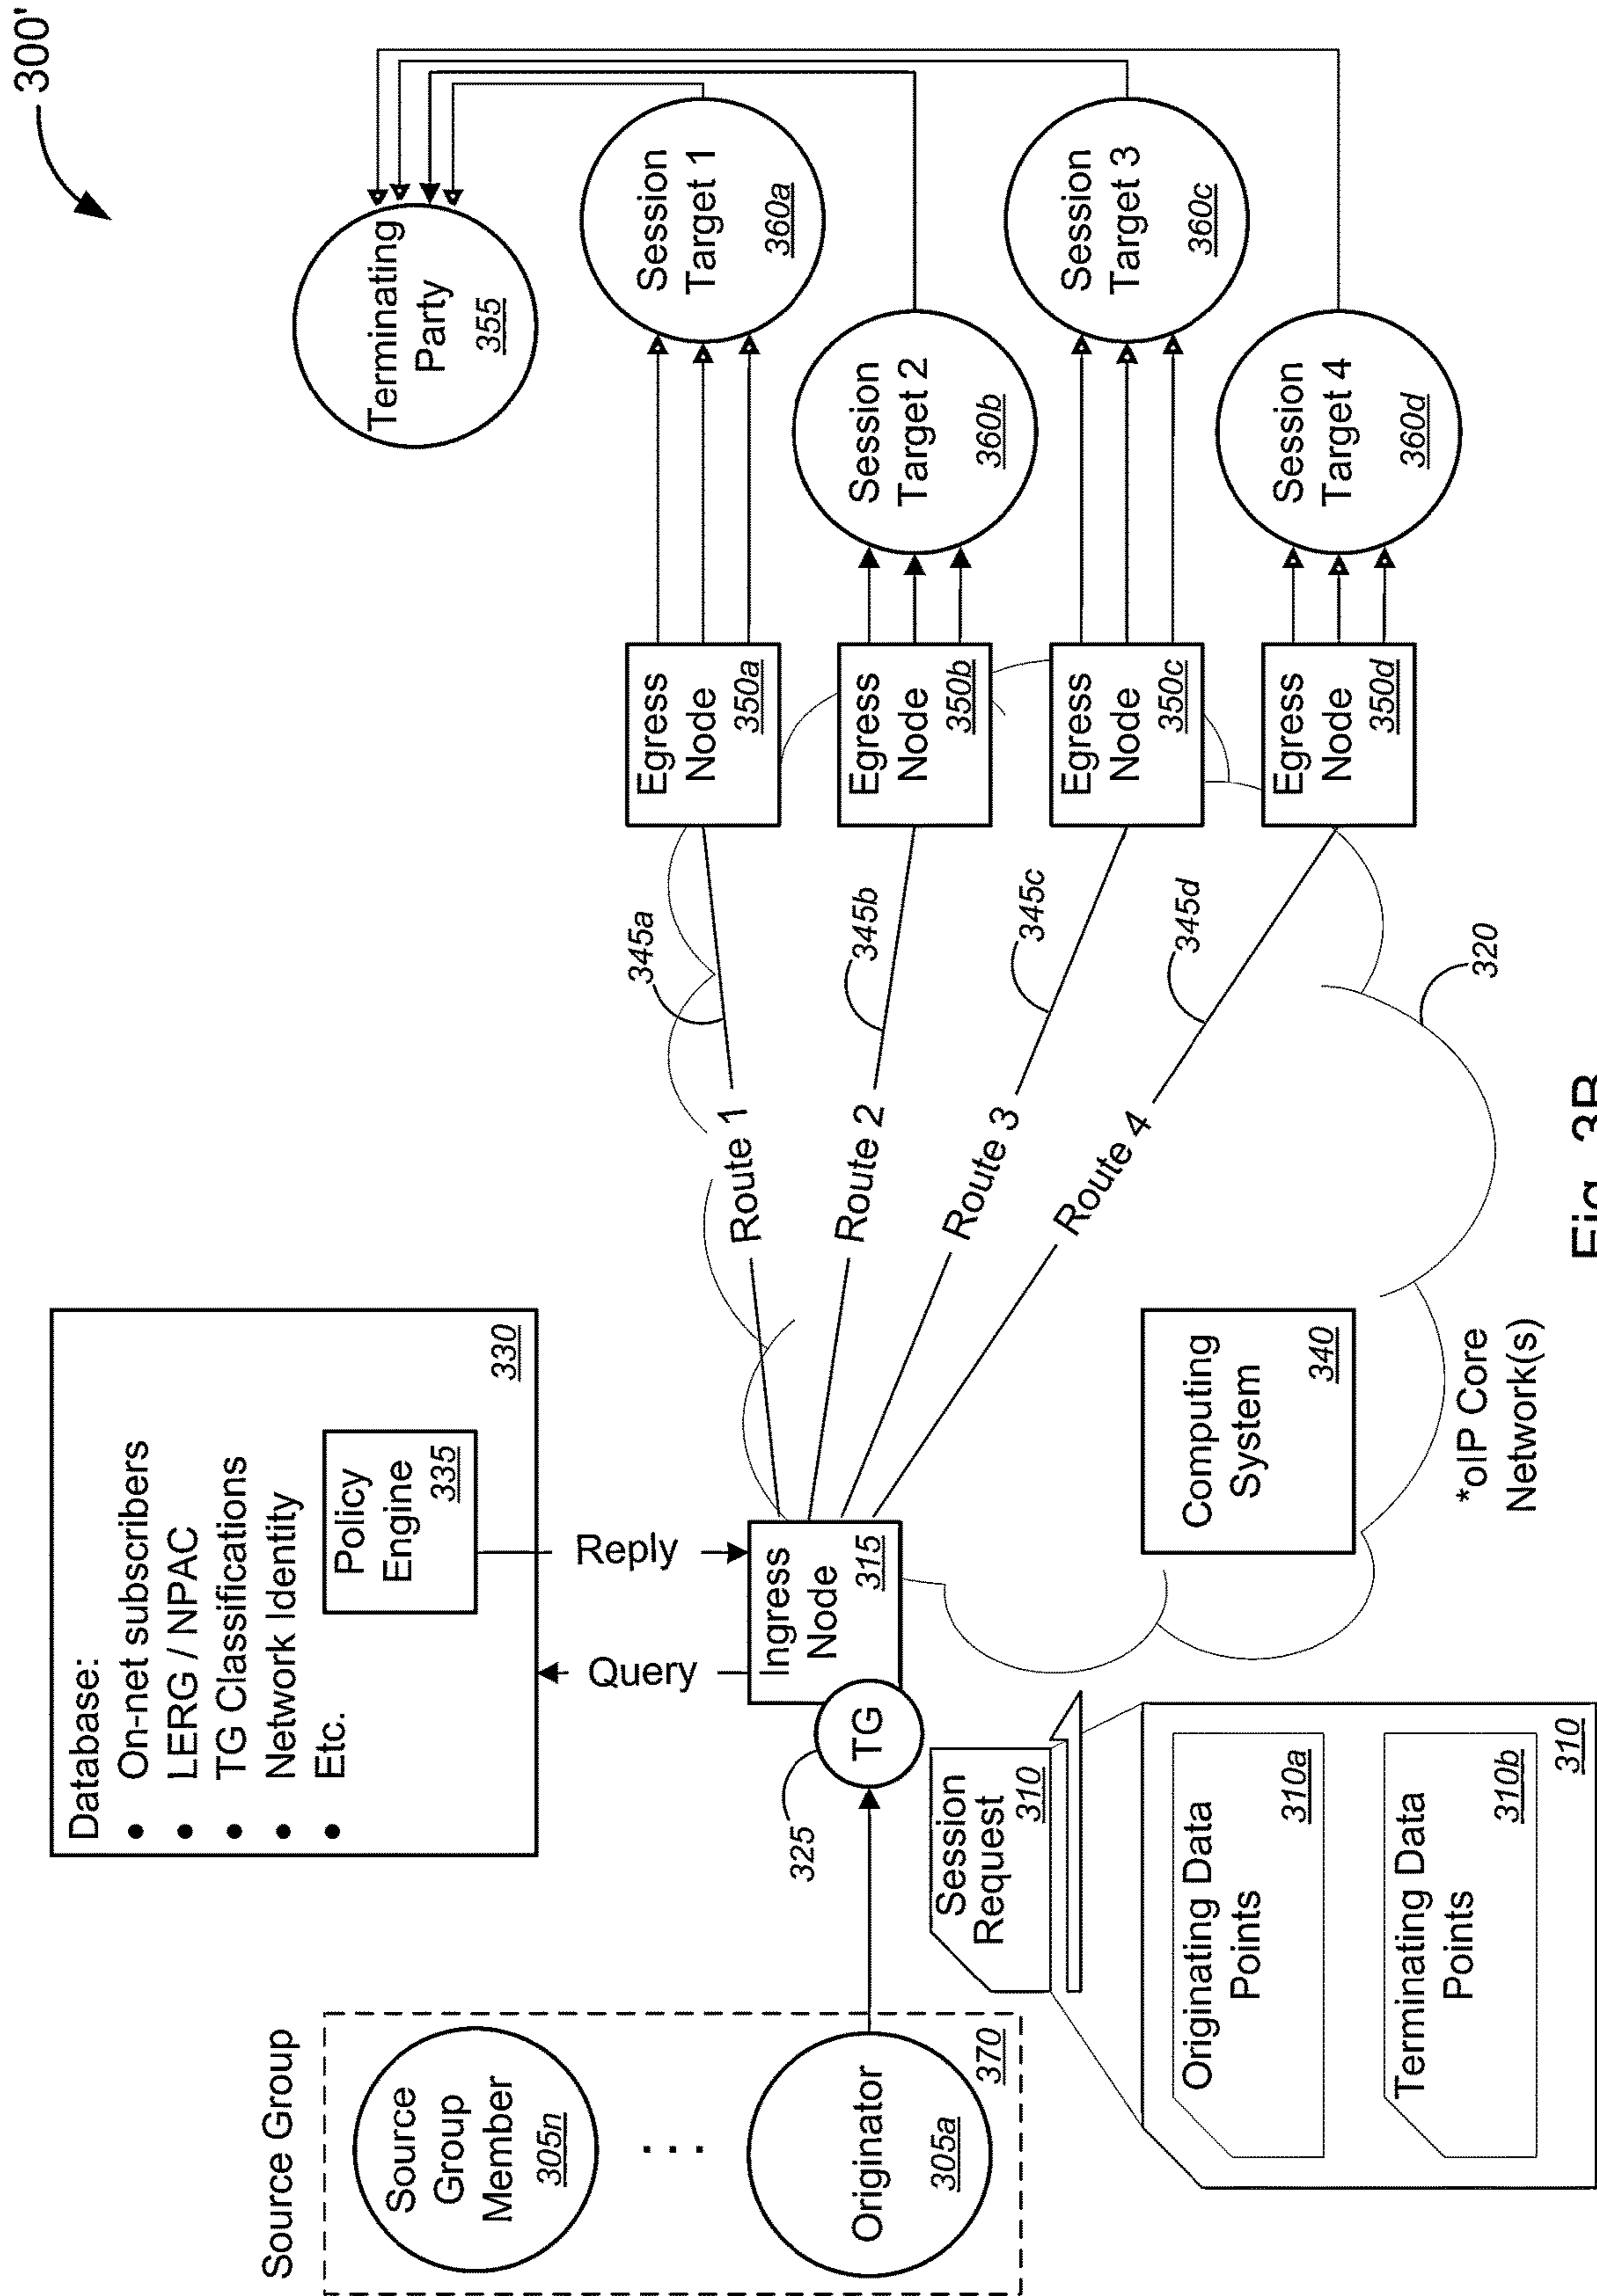 300'
Source Group
Source
Group
Member
305n
. . .
Originator
305a
370
Database:
• On-net subscribers
• LERG / NPAC
• TG Classifications
• Network Identity
• Etc.
330
Policy
Engine
335
Query
Reply
325
TG
Ingress
Node
315
Session
Request
310
Originating Data
Points
310a
Terminating Data
Points
310b
310
Computing
System
340
*oIP Core
Network(s)
320
Route 1
345a
Route 2
345b
Route 3
345c
Route 4
345d
Egress
Node
350a
Egress
Node
350b
Egress
Node
350c
Egress
Node
350d
Terminating
Party
355
Session
Target 1
360a
Session
Target 2
360b
Session
Target 3
360c
Session
Target 4
360d
Fig. 3B